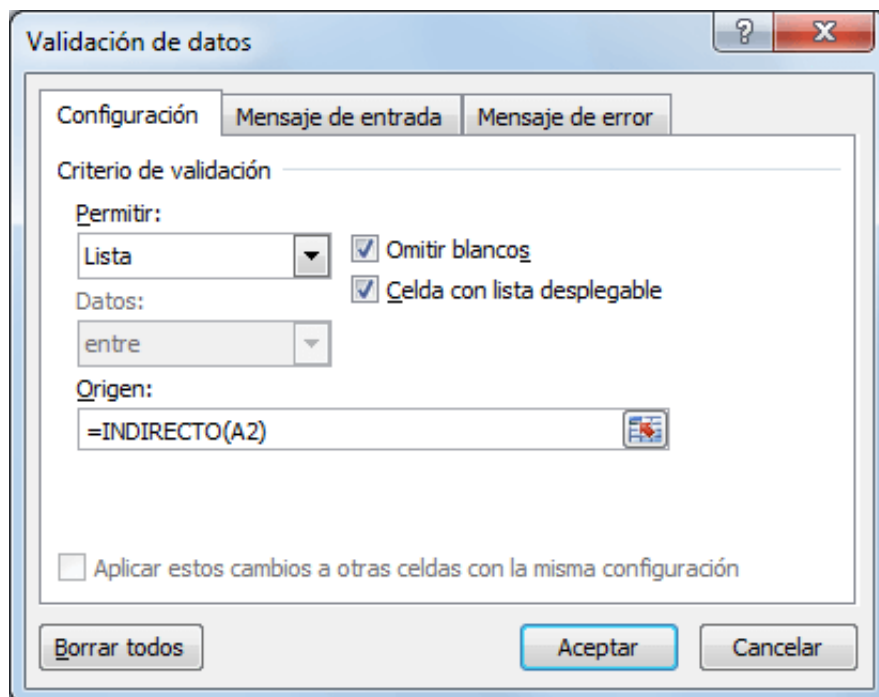 Validación de datos
Configuración Mensaje de entrada Mensaje de error
Criterio de validación
Permitir:
Lista
Omitir blancos
Celda con lista desplegable
Datos:
entre
Origen:
=INDIRECTO(A2)
Aplicar estos cambios a otras celdas con la misma configuración
Borrar todos Aceptar Cancelar